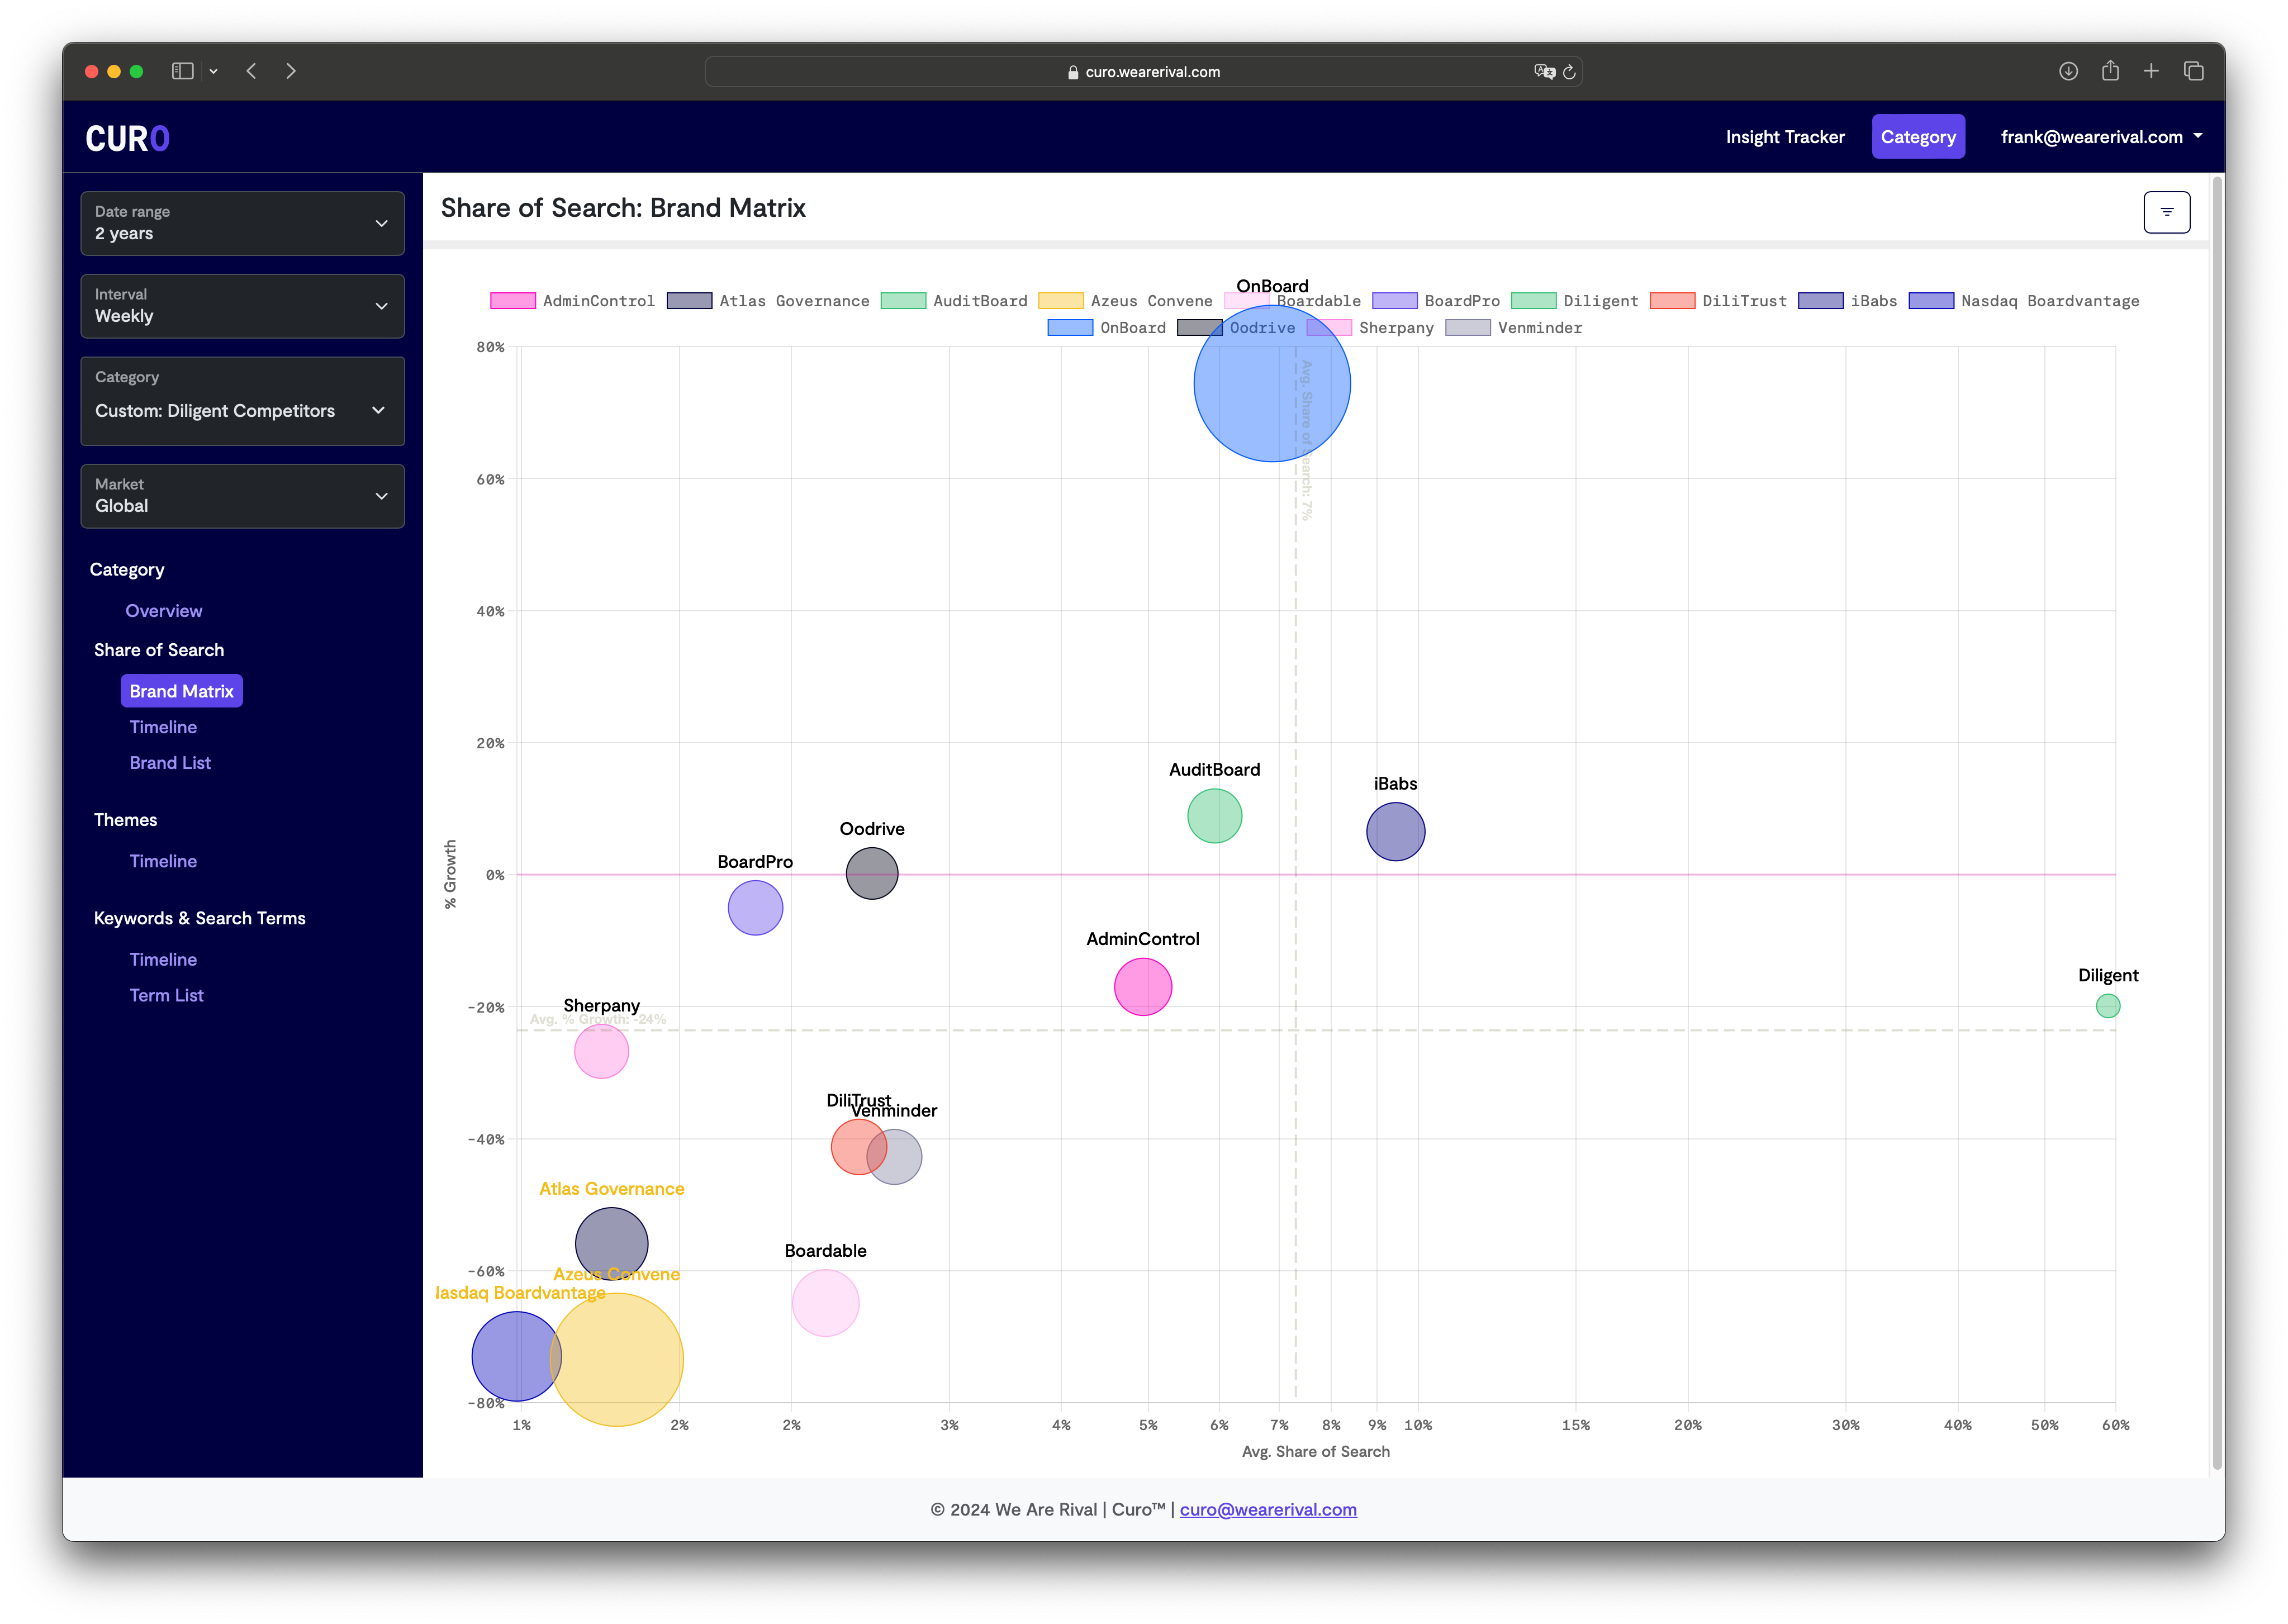 curo.wearerival.com
CURO
Insight Tracker
Category
frank@wearerival.com
Date range
2 years
Interval
Weekly
Category
Custom: Diligent Competitors
Market
Global
Category
Overview
Share of Search
Brand Matrix
Timeline
Brand List
Themes
Timeline
Keywords & Search Terms
Timeline
Term List
Share of Search: Brand Matrix
OnBoard
AdminControl Atlas Governance AuditBoard Azeus Convene Boardable BoardPro Diligent DiliTrust iBabs Nasdaq Boardvantage
OnBoard Oodrive Sherpany Venminder
80%
60%
40%
20%
0%
-20%
-40%
-60%
-80%
% Growth
Avg. Share of Search: 7%
AuditBoard
iBabs
Oodrive
BoardPro
AdminControl
Diligent
Sherpany
Avg. % Growth: -24%
DiliTrust
Venminder
Atlas Governance
Boardable
Azeus Convene
asdaq Boardvantage
1% 2% 2% 3% 4% 5% 6% 7% 8% 9% 10% 15% 20% 30% 40% 50% 60%
Avg. Share of Search
© 2024 We Are Rival | Curo™ | curo@wearerival.com